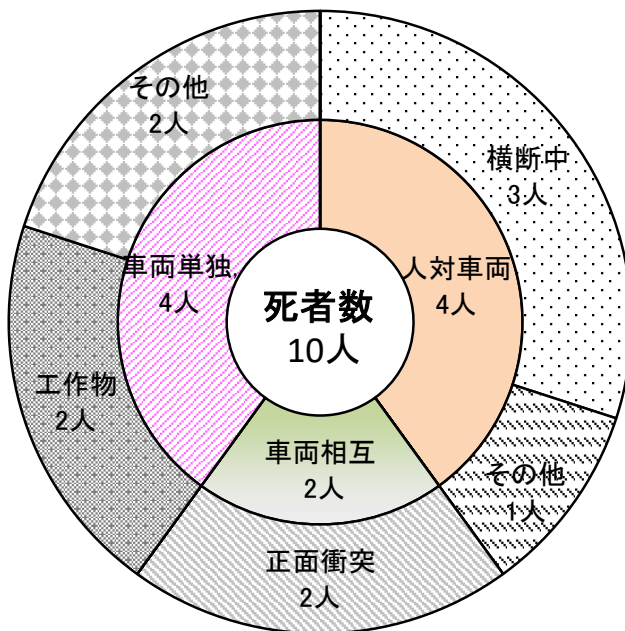 その他
2人
横断中
3人
車両単独,
4人
人対車両
4人
死者数
10人
工作物
2人
車両相互
2人
その他
1人
正面衝突
2人